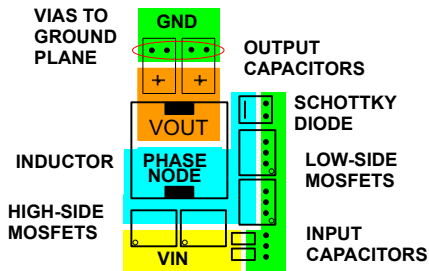 VIAS TO
GROUND
PLANE
GND
OUTPUT
CAPACITORS
+ +
VOUT
SCHOTTKY
DIODE
INDUCTOR
PHASE
NODE
LOW-SIDE
MOSFETS
HIGH-SIDE
MOSFETS
VIN
INPUT
CAPACITORS